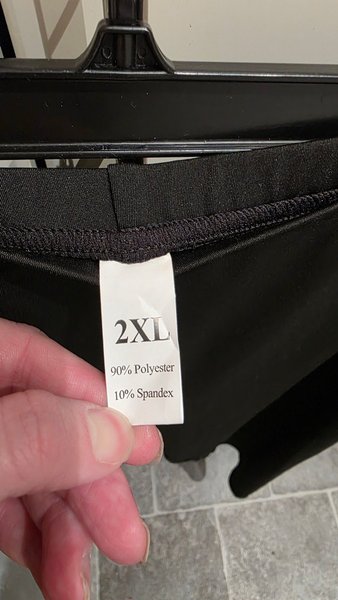 2XL
90% Polyester
10% Spandex